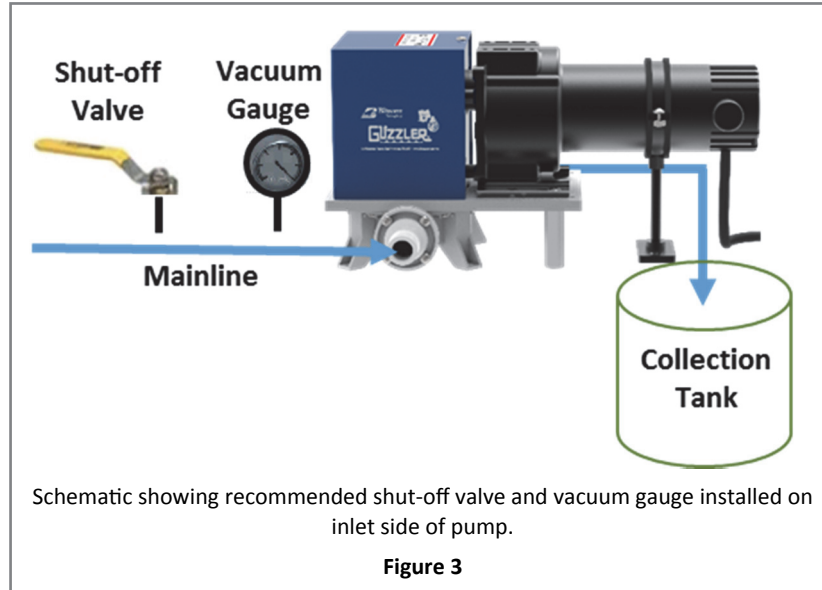 Shut-off
Valve
Vacuum
Gauge
GUZZLER
Mainline
Collection
Tank
Schematic showing recommended shut-off valve and vacuum gauge installed on
inlet side of pump.
Figure 3